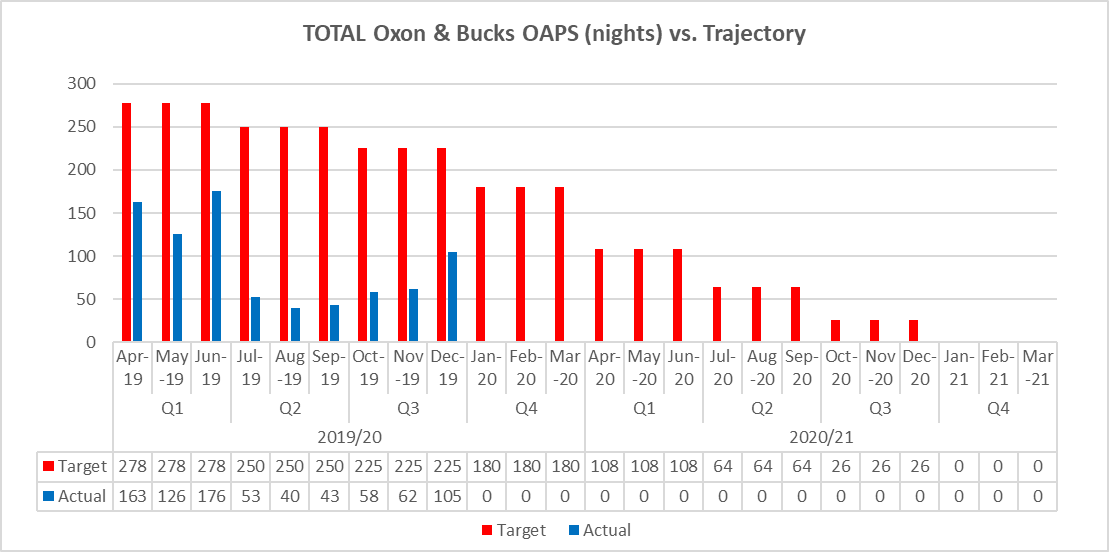 TOTAL Oxon & Bucks OAPS (nights) vs. Trajectory
300
250
200
150
100
50
0
Apr- May Jun- Jul- Aug Sep- Oct- Nov Dec- Jan- Feb- Mar Apr- May Jun- Jul- Aug Sep- Oct- Nov Dec- Jan- Feb- Mar
19 -19 19 19 -19 19 19 -19 19 20 20 -20 20 -20 20 20 -20 20 20 -20 20 21 21 -21
Q1 Q2 Q3 Q4 Q1 Q2 Q3 Q4
2019/20 2020/21
Target 278 278 278 250 250 250 225 225 225 180 180 180 108 108 108 64 64 64 26 26 26 0 0 0
Actual 163 126 176 53 40 43 58 62 105 0 0 0 0 0 0 0 0 0 0 0 0 0 0 0
Target Actual